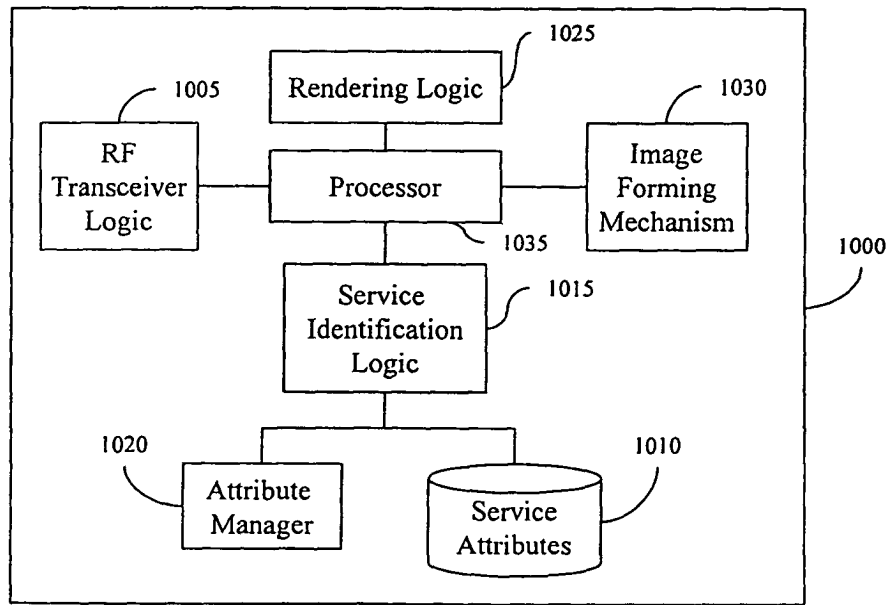 1025
Rendering Logic
1005
1030
RF
Transceiver
Logic
Processor
Image
Forming
Mechanism
1035
1000
Service
Identification
Logic
1015
1020
Attribute
Manager
1010
Service
Attributes